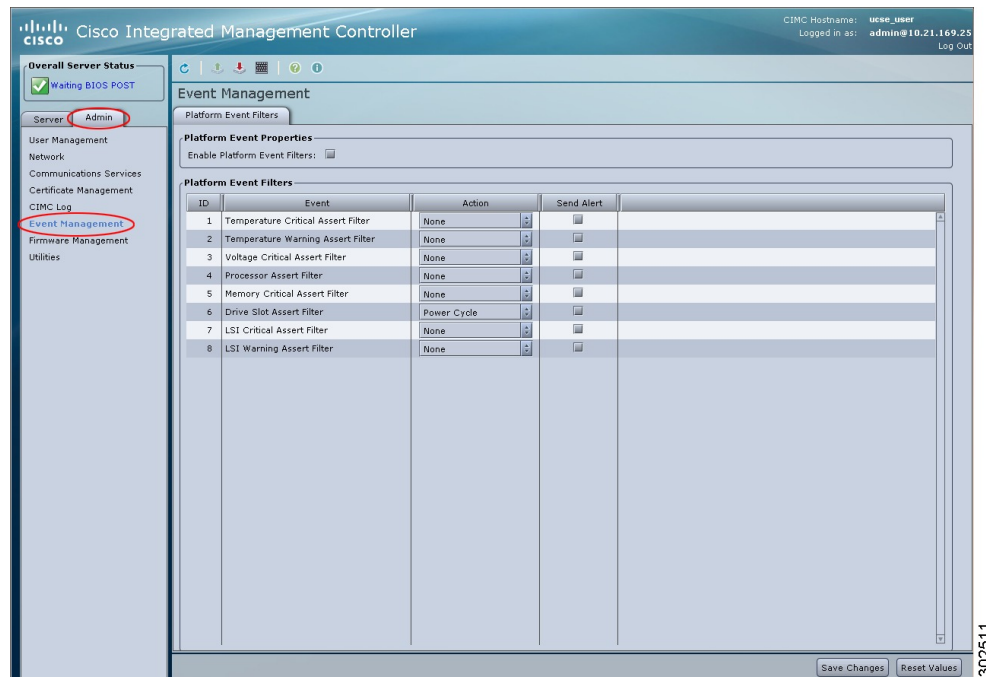 CISCO
Cisco Integrated Management Controller
CIMC Hostname: ucse_user
Logged in as: admin@10.21.169.25
Log Out
Overall Server Status
Waiting BIOS POST
Server
Admin
User Management
Network
Communications Services
Certificate Management
CIMC Log
Event Management
Firmware Management
Utilities
Event Management
Platform Event Filters
Platform Event Properties
Enable Platform Event Filters:
Platform Event Filters
ID Event Action Send Alert
1 Temperature Critical Assert Filter None
2 Temperature Warning Assert Filter None
3 Voltage Critical Assert Filter None
4 Processor Assert Filter None
5 Memory Critical Assert Filter None
6 Drive Slot Assert Filter Power Cycle
7 LSI Critical Assert Filter None
8 LSI Warning Assert Filter None
Save Changes Reset Values
302511